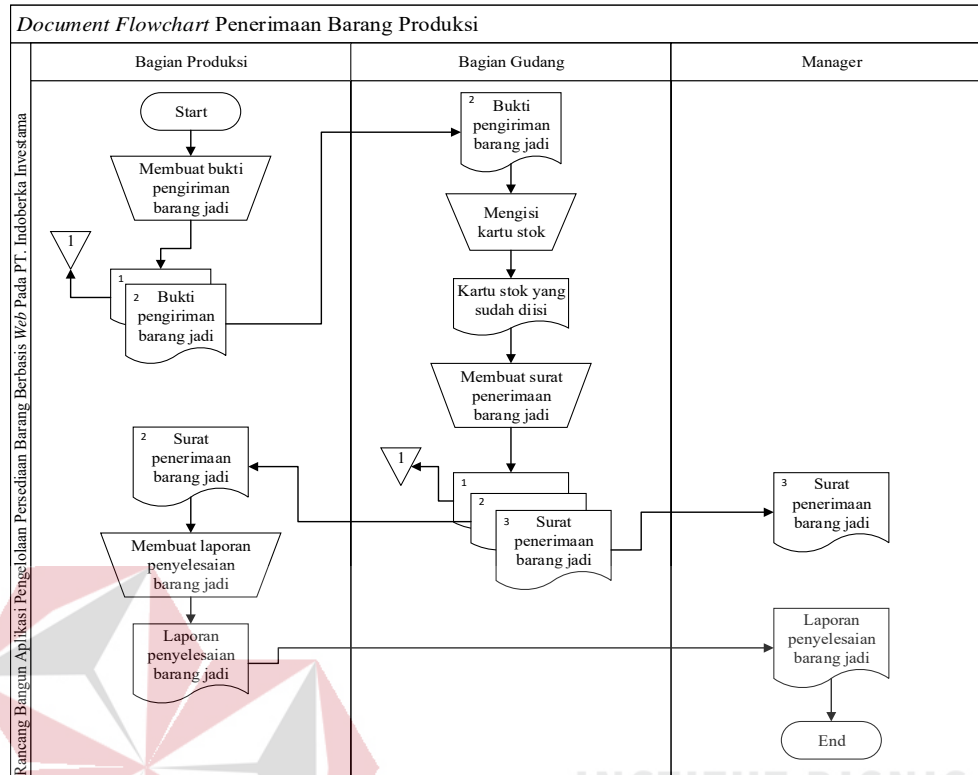 Document Flowchart Penerimaan Barang Produksi
Rancang Bangun Aplikasi Pengelolaan Persediaan Barang Berbasis Web Pada PT. Indoberka Investama
Bagian Produksi
Bagian Gudang
Manager
Start
Membuat bukti
pengiriman
barang jadi
1
1
2 Bukti
pengiriman
barang jadi
2 Bukti
pengiriman
barang jadi
Mengisi
kartu stok
Kartu stok yang
sudah diisi
Membuat surat
penerimaan
barang jadi
1
1
2
3 Surat
penerimaan
barang jadi
2 Surat
penerimaan
barang jadi
Membuat laporan
penyelesaian
barang jadi
Laporan
penyelesaian
barang jadi
3 Surat
penerimaan
barang jadi
Laporan
penyelesaian
barang jadi
End